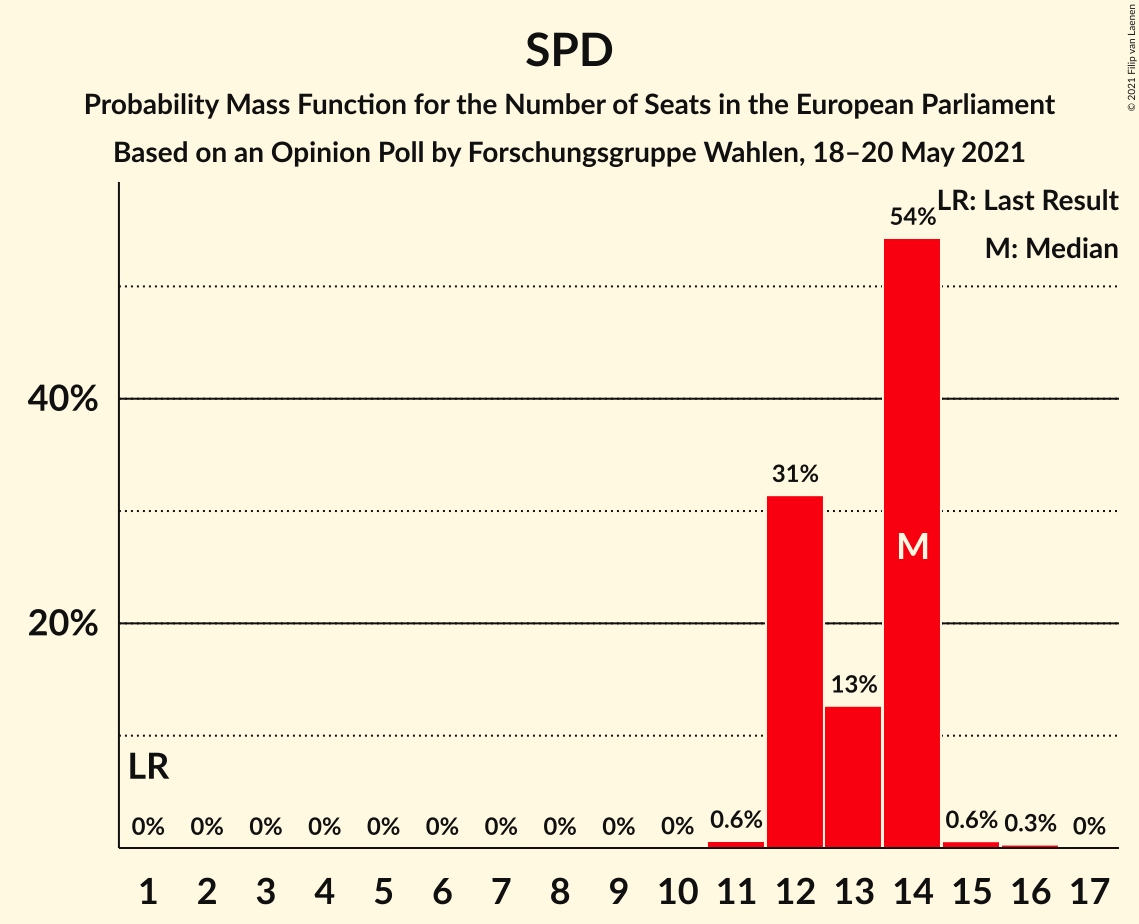 SPD
Probability Mass Function for the Number of Seats in the European Parliament
Based on an Opinion Poll by Forschungsgruppe Wahlen, 18–20 May 2021
© 2021 Filip van Laenen
LR: Last Result
M: Median
54%
40%
31%
M
20%
13%
LR
0% 0% 0% 0% 0% 0% 0% 0% 0% 0% 0.6% 0.6% 0.3% 0%
1 2 3 4 5 6 7 8 9 10 11 12 13 14 15 16 17